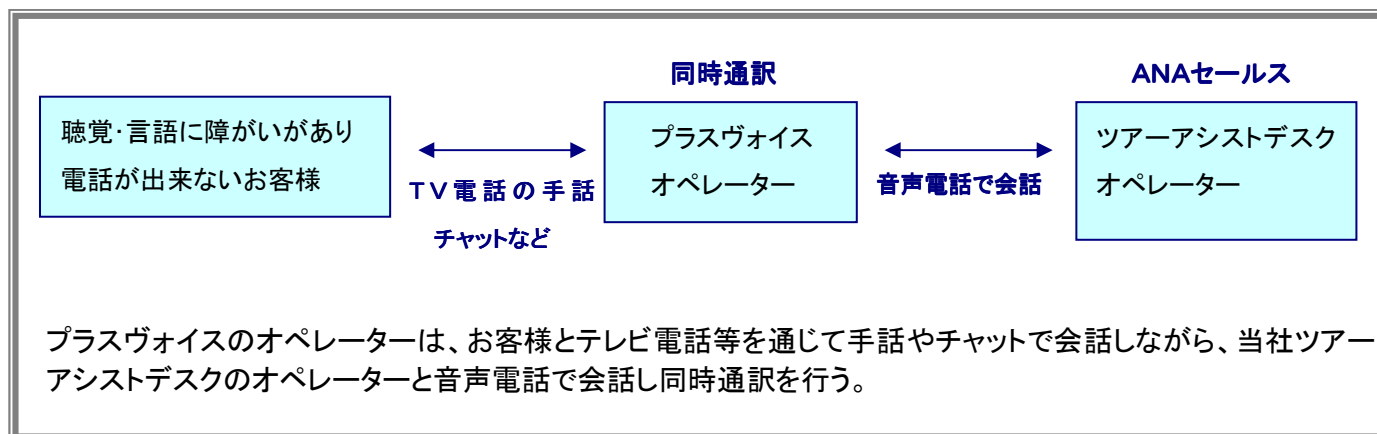 同時通訳
ANAセールス
聴覚・言語に障がいがあり
電話が出来ないお客様
TV電話の手話
チャットなど
プラスヴォイス
オペレーター
音声電話で会話
ツアーアシストデスク
オペレーター
プラスヴォイスのオペレーターは、お客様とテレビ電話等を通じて手話やチャットで会話しながら、当社ツアー
アシストデスクのオペレーターと音声電話で会話し同時通訳を行う。